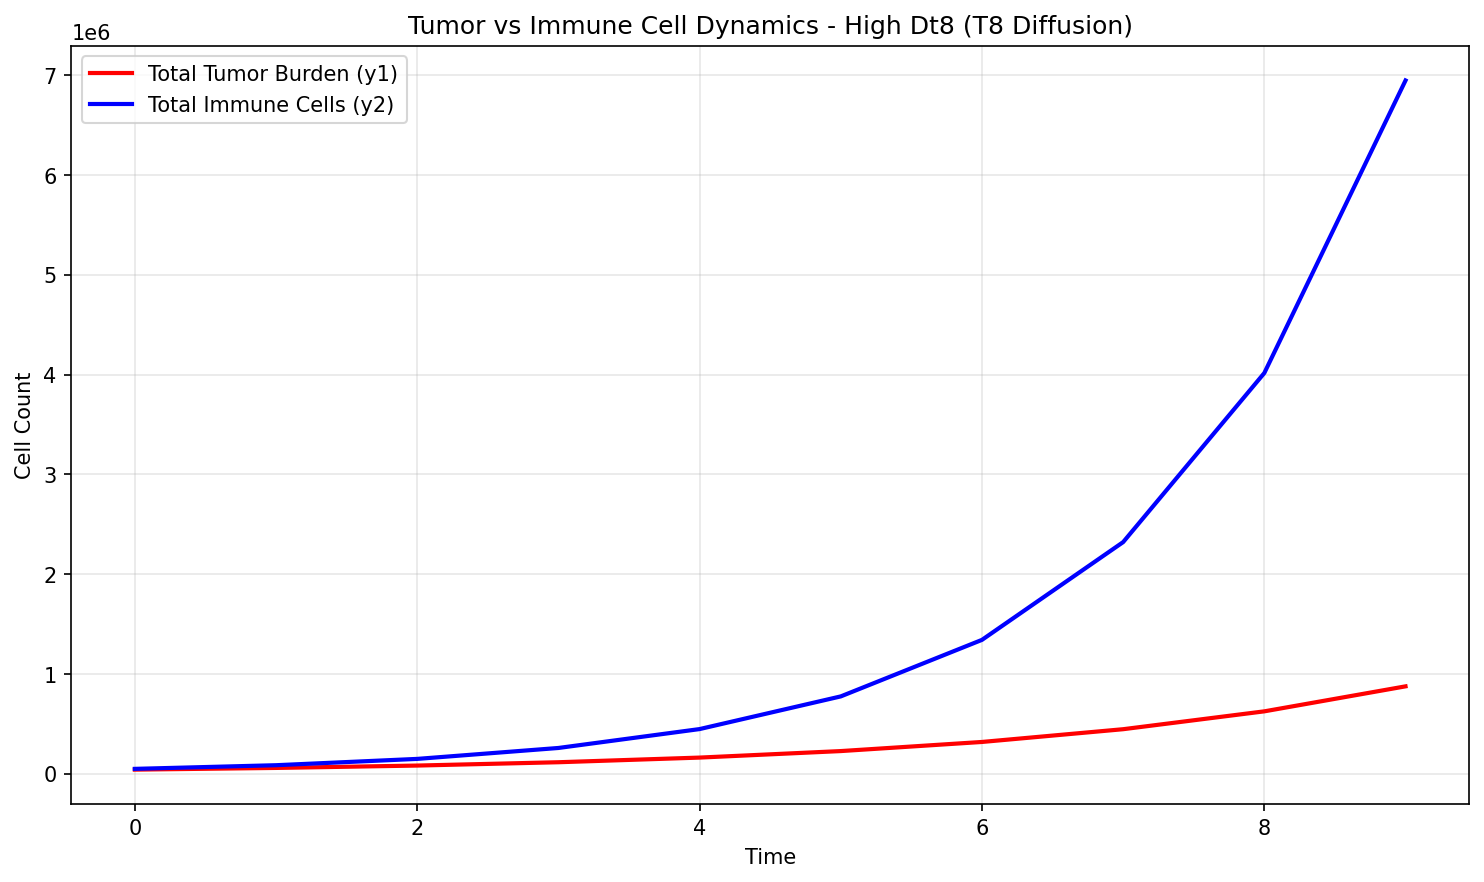 Tumor vs Immune Cell Dynamics - High Dt8 (T8 Diffusion)
1e6
Total Tumor Burden (y1)
Total Immune Cells (y2)
7
6
5
4
3
2
1
0
Cell Count
0 2 4 6 8
Time